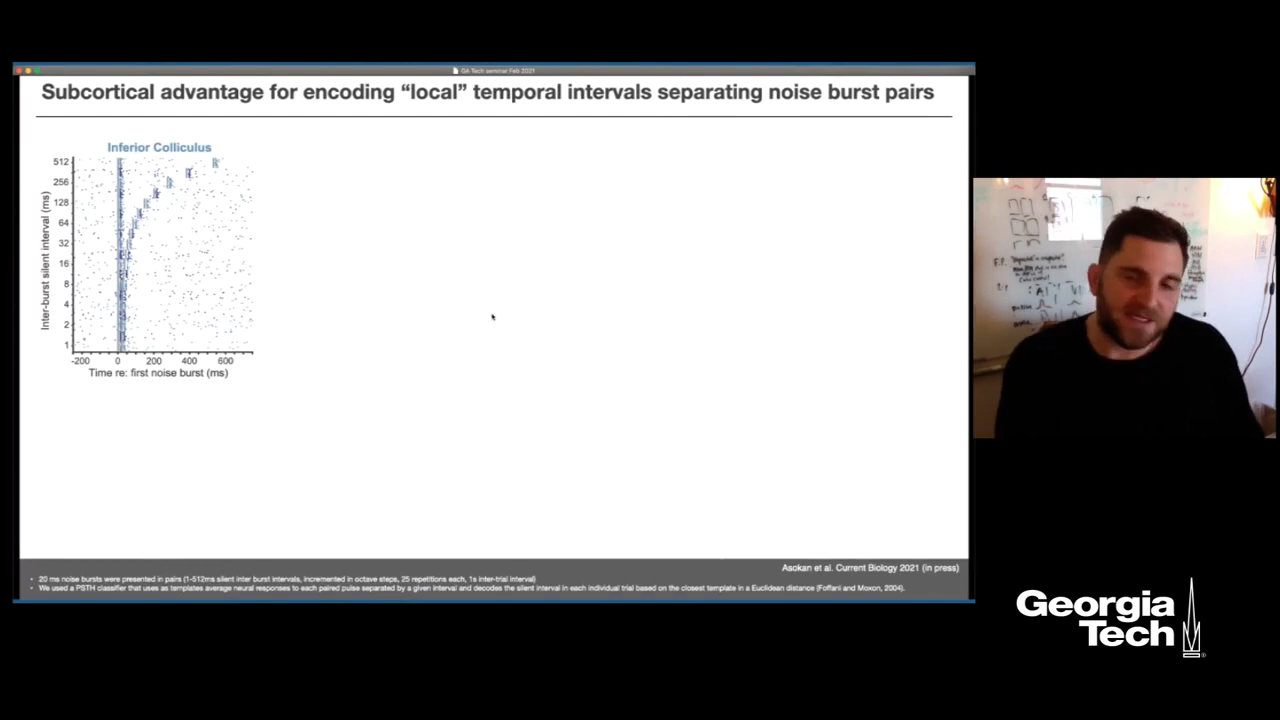 GA Tech seminar Feb 2021
Subcortical advantage for encoding “local” temporal intervals separating noise burst pairs
Inferior Colliculus
Inter-burst silent interval (ms)
512
256
128
64
32
16
8
4
2
1
-200 0 200 400 600
Time re: first noise burst (ms)
Asokan et al. Current Biology 2021 (in press)
• 20 ms noise bursts were presented in pairs (1-512ms silent inter burst intervals, incremented in octave steps, 25 repetitions each, 1s inter-trial interval)
• We used a PSTH classifier that uses as templates average neural responses to each paired pulse separated by a given interval and decodes the silent interval in each individual trial based on the closest template in a Euclidean distance (Foffani and Moxon, 2004).
Georgia
Tech